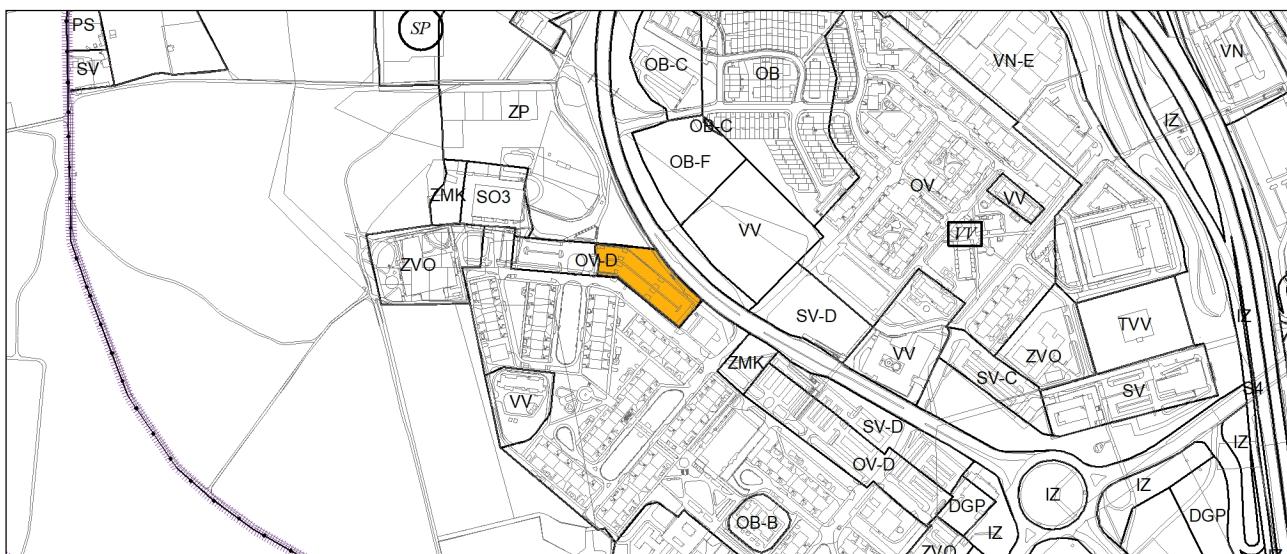 PS
SP
SV
OB-C
OB
VN-E
VN
IZ
ZP
OB-C
OB-F
OV
VV
ZMK
SO3
VV
VV
ZVO
OV-D
SV-D
TVV
IZ
ZMK
VV
ZVO
SV-C
SV
S4
VV
SV-D
OV-D
IZ
IZ
IZ
DGP
IZ
DGP
OB-B
ZVO